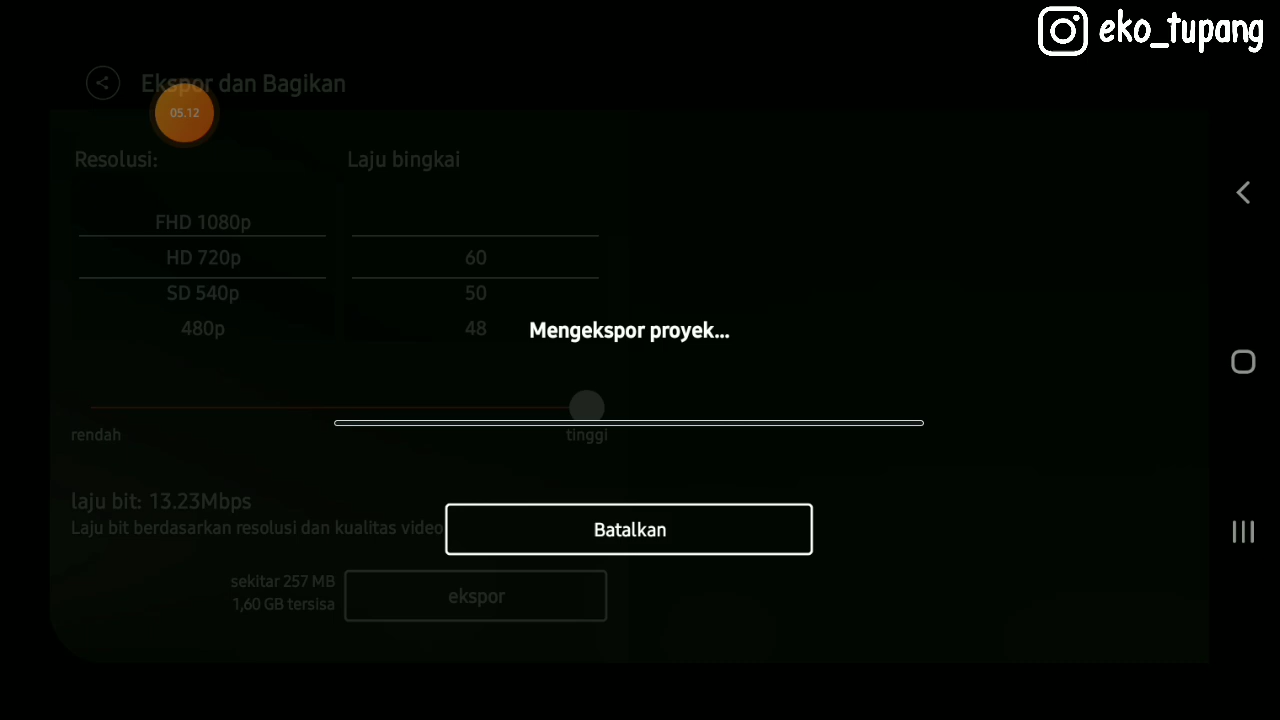 eko_tupang
Ekspor dan Bagikan
05.12
Resolusi:
Laju bingkai
FHD 1080p
HD 720p
60
SD 540p
50
480p
48
Mengekspor proyek...
rendah
tinggi
laju bit: 13.23Mbps
Laju bit berdasarkan resolusi dan kualitas video
Batalkan
sekitar 257 MB
1,60 GB tersisa
ekspor